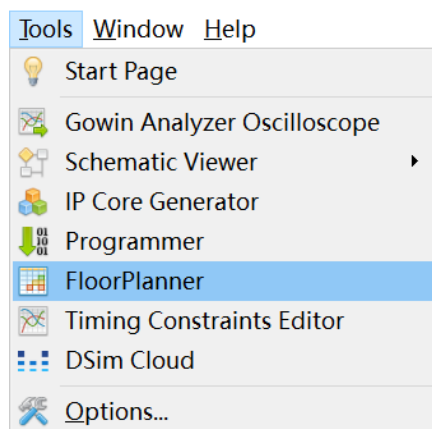 Tools Window Help
Start Page
Gowin Analyzer Oscilloscope
Schematic Viewer
IP Core Generator
Programmer
FloorPlanner
Timing Constraints Editor
DSim Cloud
Options...